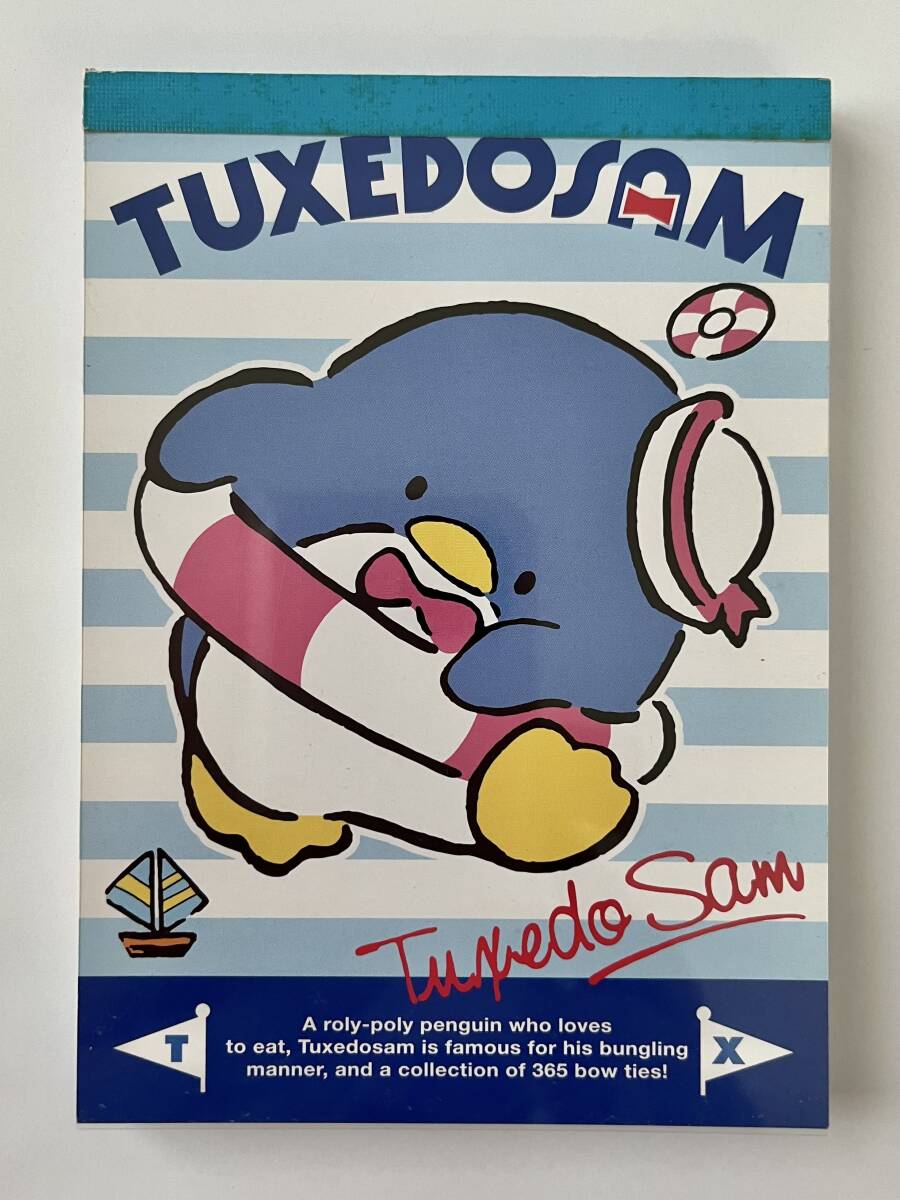 TUXEDOSAM
Tuxedo Sam
T
A roly-poly penguin who loves
to eat, Tuxedosam is famous for his bungling
manner, and a collection of 365 bow ties!
X